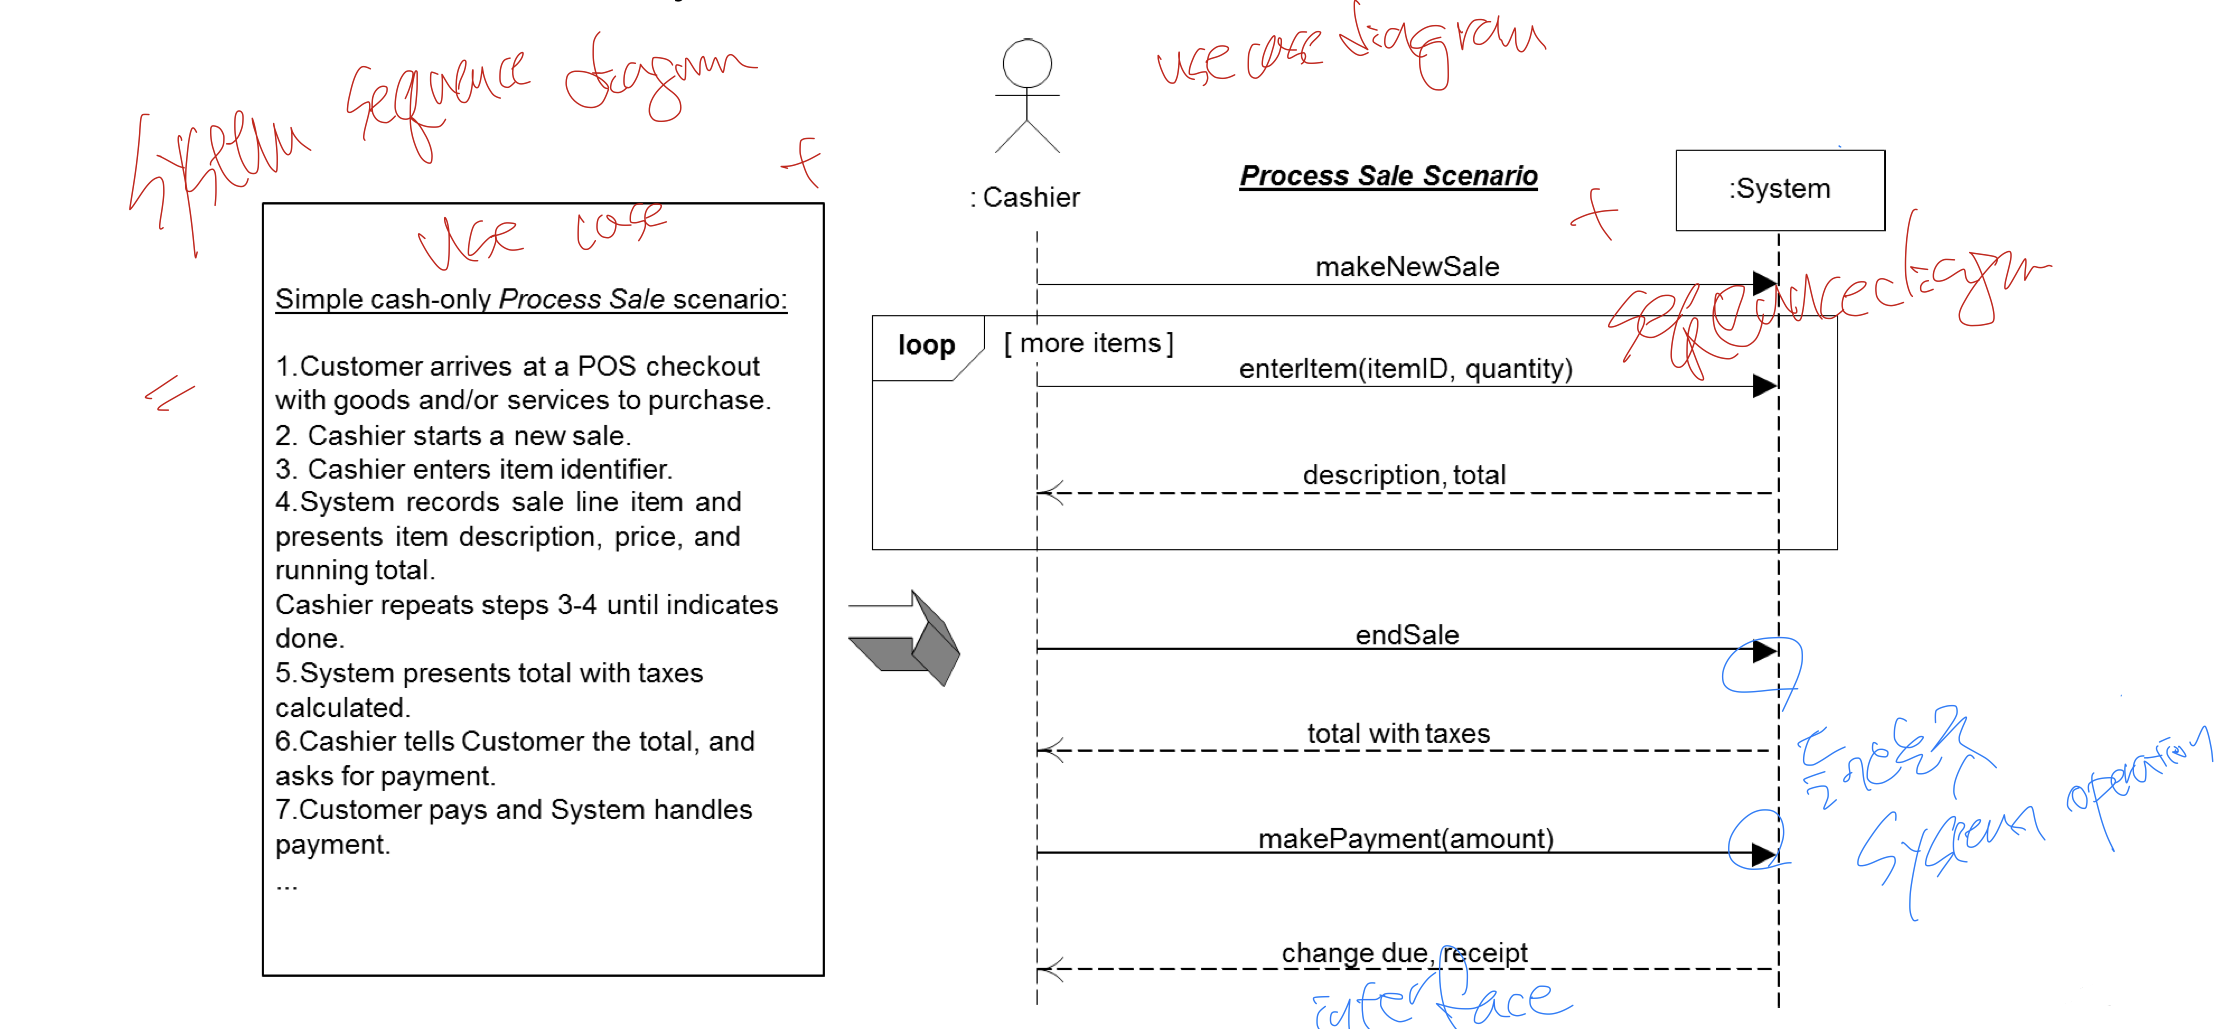 System sequence diagram
use case diagram
+
Process Sale Scenario
: Cashier
:System
+
use case
=
Simple cash-only Process Sale scenario:
1.Customer arrives at a POS checkout
with goods and/or services to purchase.
2. Cashier starts a new sale.
3. Cashier enters item identifier.
4.System records sale line item and
presents item description, price, and
running total.
Cashier repeats steps 3-4 until indicates
done.
5.System presents total with taxes
calculated.
6.Cashier tells Customer the total, and
asks for payment.
7.Customer pays and System handles
payment.
...
makeNewSale
sequence diagram
loop
[ more items ]
enterItem(itemID, quantity)
description, total
endSale
total with taxes
makePayment(amount)
System operation
change due, receipt
interface